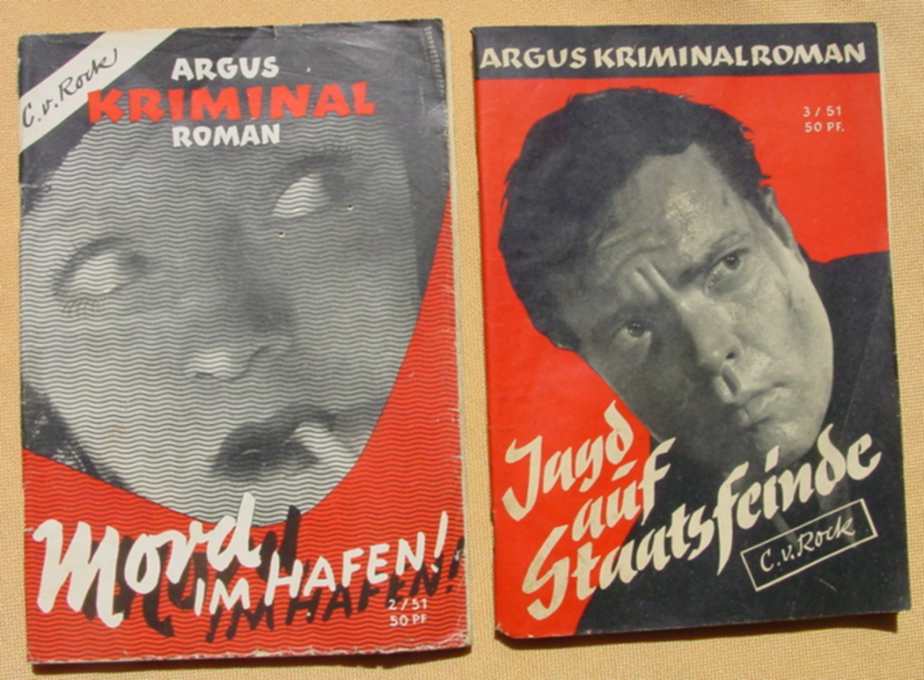 C. v. Rock
ARGUS
KRIMINAL
ROMAN
Mord
IM HAFEN!
2/51
50 PF
ARGUS KRIMINALROMAN
3/51
50 PF.
Jagd
auf
Staatsfeinde
C. v. Rock